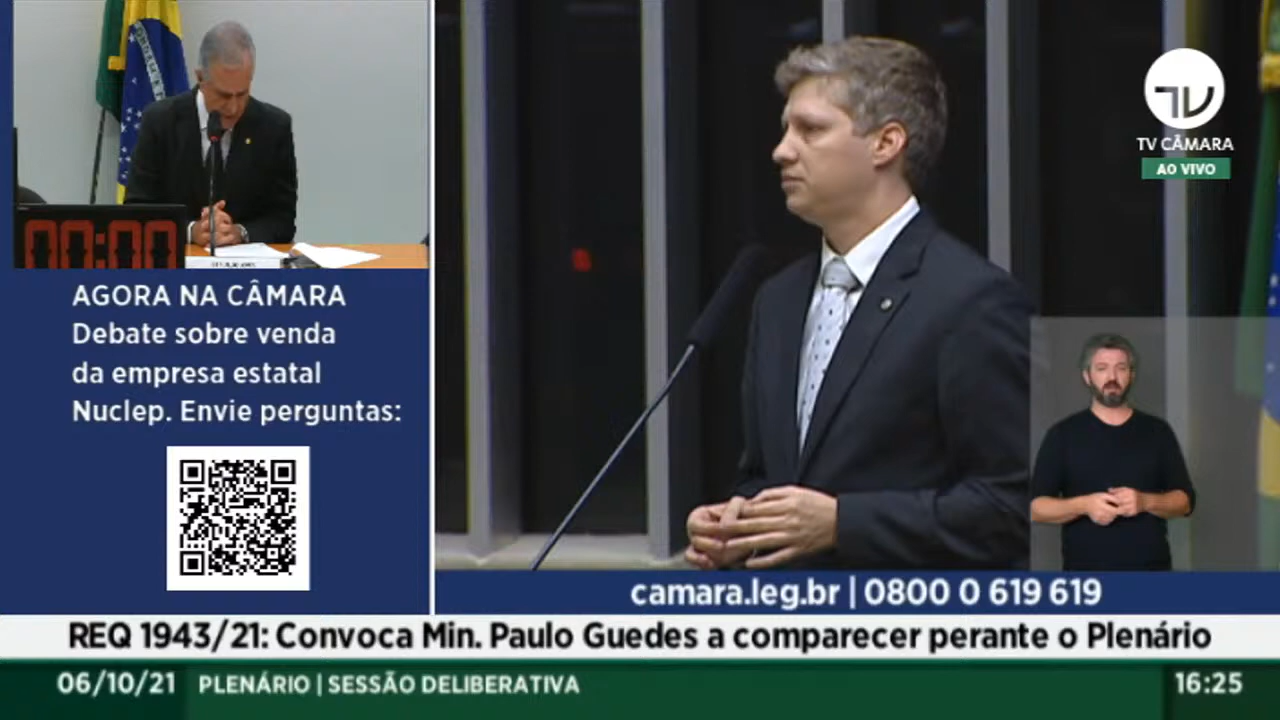 TV CÂMARA
AO VIVO
00:00
AGORA NA CÂMARA
Debate sobre venda
da empresa estatal
Nuclep. Envie perguntas:
camara.leg.br | 0800 0 619 619
REQ 1943/21: Convoca Min. Paulo Guedes a comparecer perante o Plenário
06/10/21 PLENÁRIO | SESSÃO DELIBERATIVA 16:25